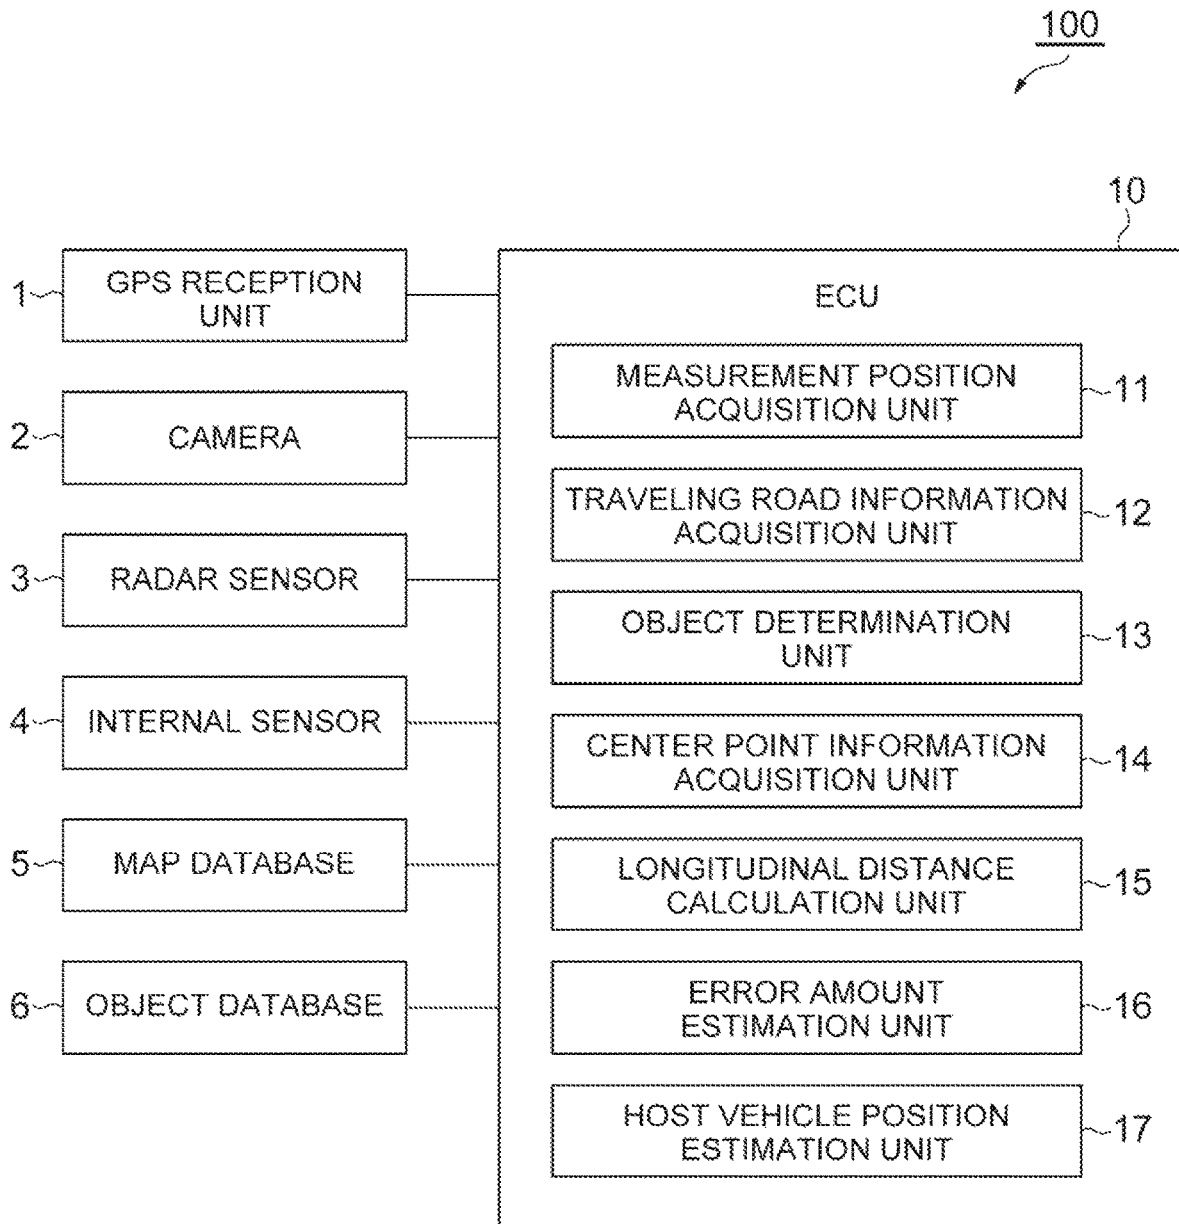 100
10
1
GPS RECEPTION
UNIT
2
CAMERA
3
RADAR SENSOR
4
INTERNAL SENSOR
5
MAP DATABASE
6
OBJECT DATABASE
ECU
MEASUREMENT POSITION
ACQUISITION UNIT
11
TRAVELING ROAD INFORMATION
ACQUISITION UNIT
12
OBJECT DETERMINATION
UNIT
13
CENTER POINT INFORMATION
ACQUISITION UNIT
14
LONGITUDINAL DISTANCE
CALCULATION UNIT
15
ERROR AMOUNT
ESTIMATION UNIT
16
HOST VEHICLE POSITION
ESTIMATION UNIT
17